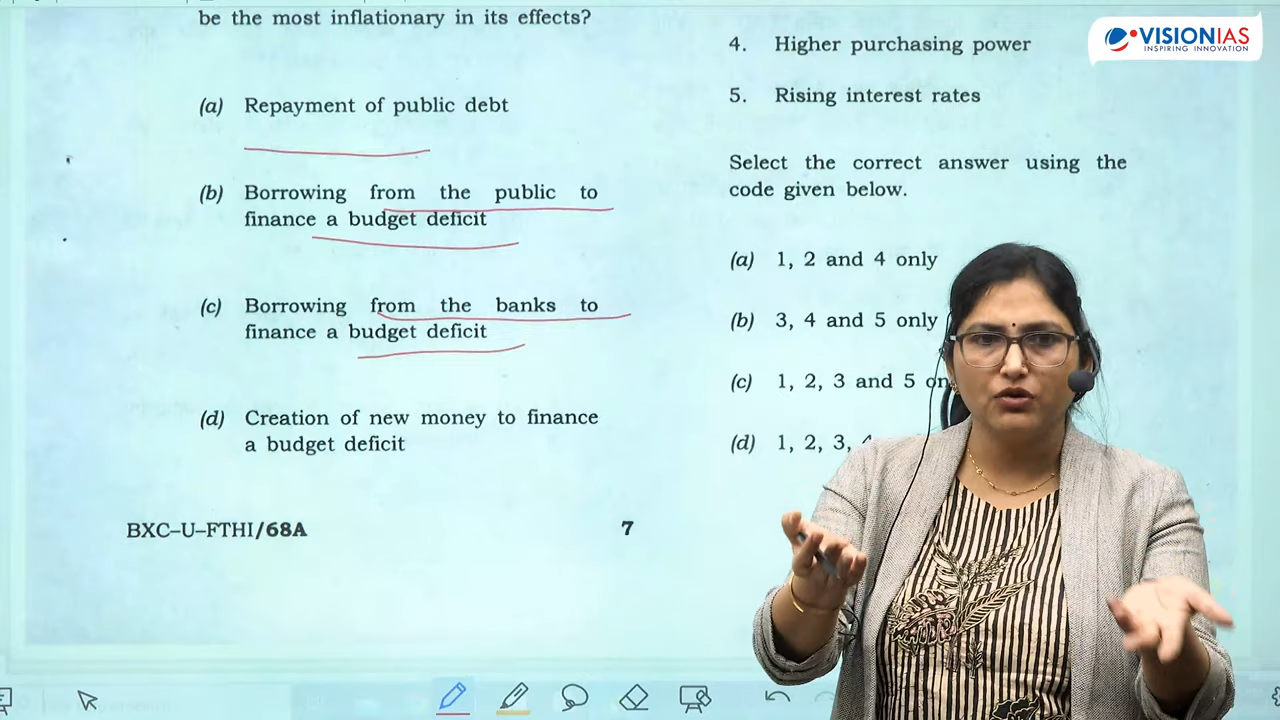 be the most inflationary in its effects?
(a) Repayment of public debt
(b) Borrowing from the public to
finance a budget deficit
(c) Borrowing from the banks to
finance a budget deficit
(d) Creation of new money to finance
a budget deficit
BXC–U–FTHI/68A
7
4. Higher purchasing power
5. Rising interest rates
Select the correct answer using the
code given below.
(a) 1, 2 and 4 only
(b) 3, 4 and 5 only
(c) 1, 2, 3 and 5
(d) 1, 2, 3,
VISIONIAS
INSPIRING INNOVATION